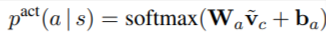 p^act(a | s) = softmax(W_a ṽ_c + b_a)